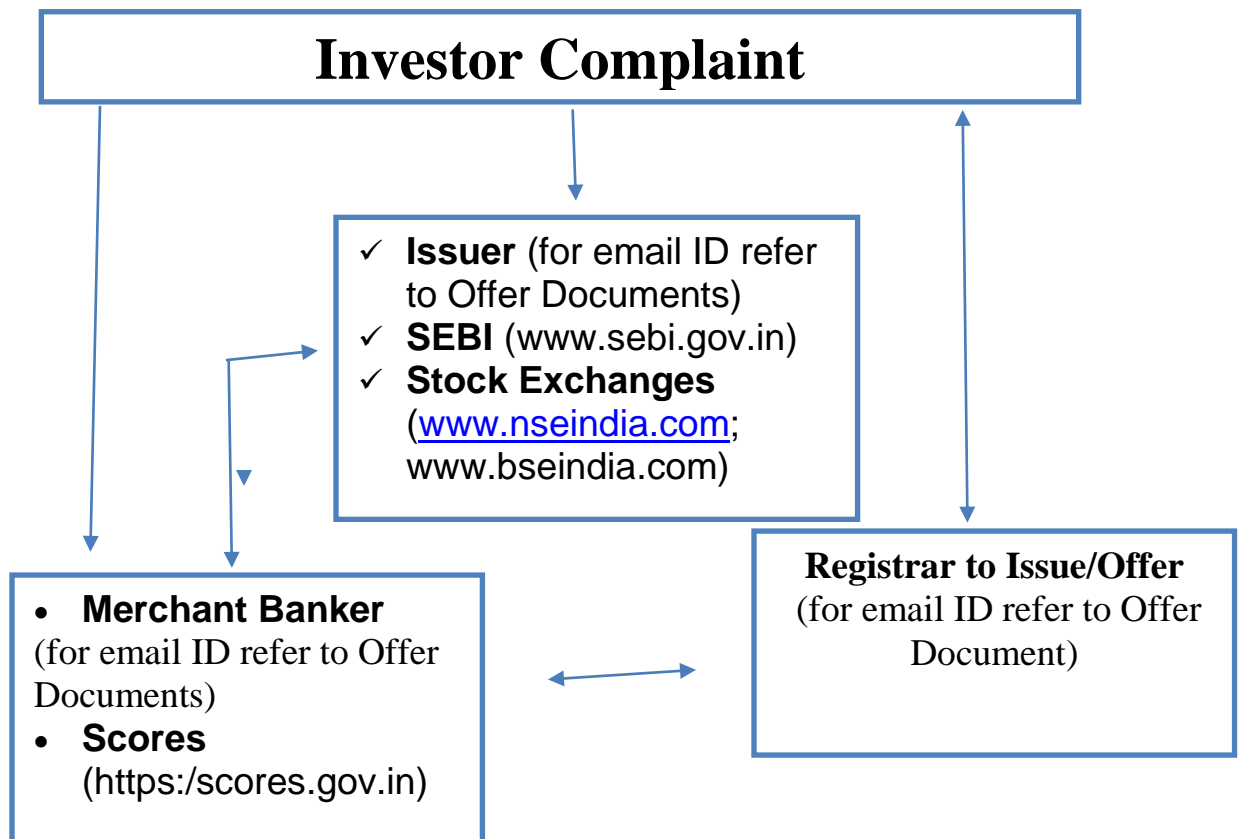 Investor Complaint
✓ Issuer (for email ID refer
to Offer Documents)
✓ SEBI (www.sebi.gov.in)
✓ Stock Exchanges
(www.nseindia.com;
www.bseindia.com)
• Merchant Banker
(for email ID refer to Offer
Documents)
• Scores
(https:/scores.gov.in)
Registrar to Issue/Offer
(for email ID refer to Offer
Document)